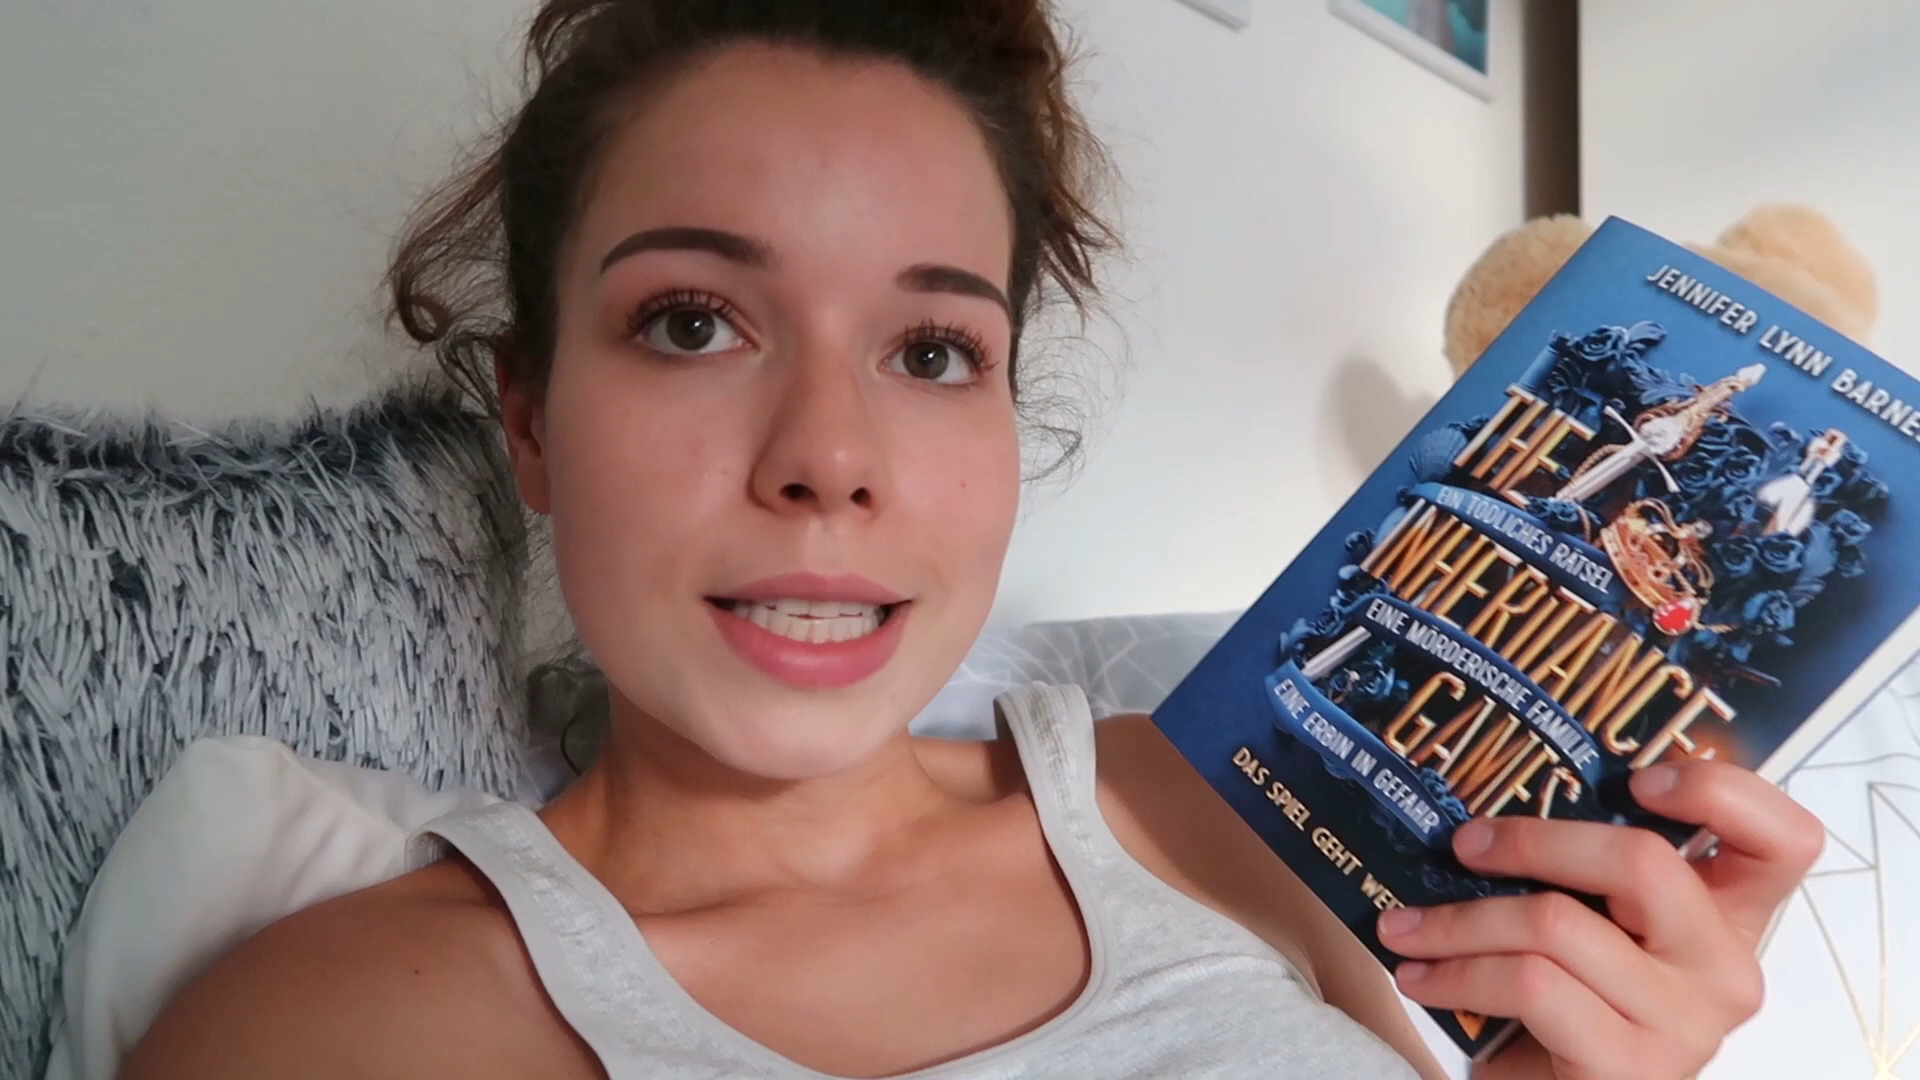 JENNIFER LYNN BARNES
THE
EIN TÖDLICHES RÄTSEL
INHERITANCE
EINE MÖRDERISCHE FAMILIE
GAMES
EINE ERBIN IN GEFAHR
DAS SPIEL GEHT